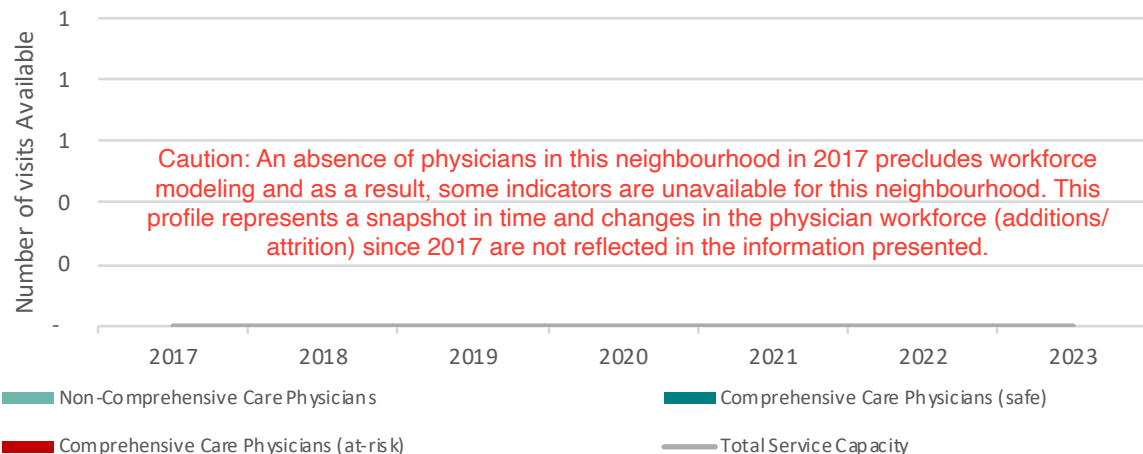 Number of visits Available
1
1
1
0
0
-
Caution: An absence of physicians in this neighbourhood in 2017 precludes workforce
modeling and as a result, some indicators are unavailable for this neighbourhood. This
profile represents a snapshot in time and changes in the physician workforce (additions/
attrition) since 2017 are not reflected in the information presented.
2017 2018 2019 2020 2021 2022 2023
Non-Comprehensive Care Physicians Comprehensive Care Physicians (safe)
Comprehensive Care Physicians (at-risk) Total Service Capacity